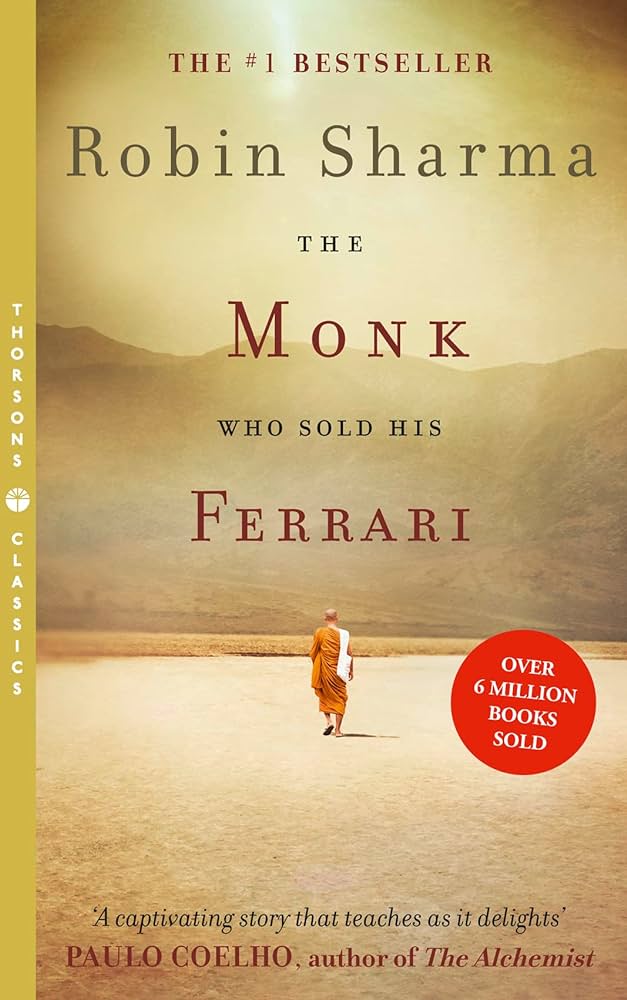 THE #1 BESTSELLER
Robin Sharma
THE
MONK
WHO SOLD HIS
FERRARI
THORSONS CLASSICS
OVER
6 MILLION
BOOKS
SOLD
‘A captivating story that teaches as it delights’
PAULO COELHO, author of The Alchemist